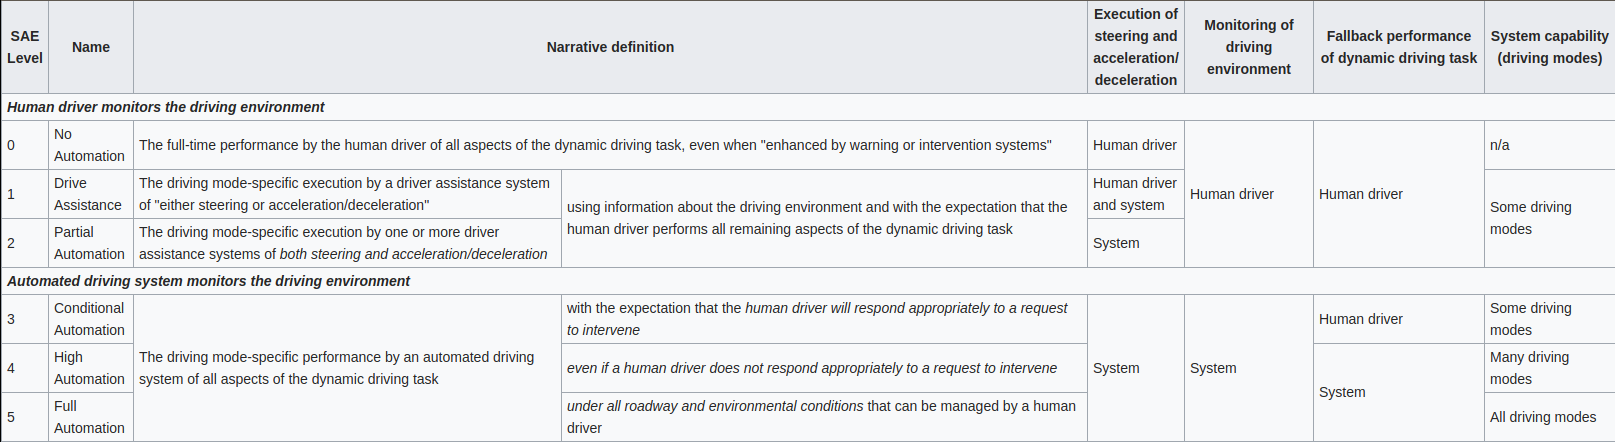 SAE Level
Name
Narrative definition
Execution of steering and acceleration/ deceleration
Monitoring of driving environment
Fallback performance of dynamic driving task
System capability (driving modes)
Human driver monitors the driving environment
0
No Automation
The full-time performance by the human driver of all aspects of the dynamic driving task, even when "enhanced by warning or intervention systems"
Human driver
Human driver
Human driver
n/a
1
Drive Assistance
The driving mode-specific execution by a driver assistance system of "either steering or acceleration/deceleration"
using information about the driving environment and with the expectation that the human driver performs all remaining aspects of the dynamic driving task
Human driver and system
Some driving modes
2
Partial Automation
The driving mode-specific execution by one or more driver assistance systems of both steering and acceleration/deceleration
System
Automated driving system monitors the driving environment
3
Conditional Automation
The driving mode-specific performance by an automated driving system of all aspects of the dynamic driving task
with the expectation that the human driver will respond appropriately to a request to intervene
System
System
Human driver
Some driving modes
4
High Automation
even if a human driver does not respond appropriately to a request to intervene
System
Many driving modes
5
Full Automation
under all roadway and environmental conditions that can be managed by a human driver
All driving modes